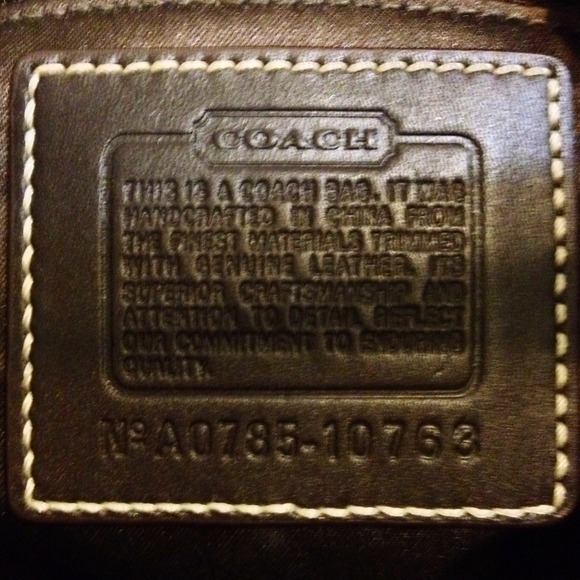 COACH
THIS IS A COACH BAG. IT WAS
HANDCRAFTED IN CHINA FROM
THE FINEST MATERIALS TRIMMED
WITH GENUINE LEATHER. ITS
SUPERIOR CRAFTSMANSHIP AND
ATTENTION TO DETAIL REFLECT
OUR COMMITMENT TO ENDURING
QUALITY.
Nº A0785-10763